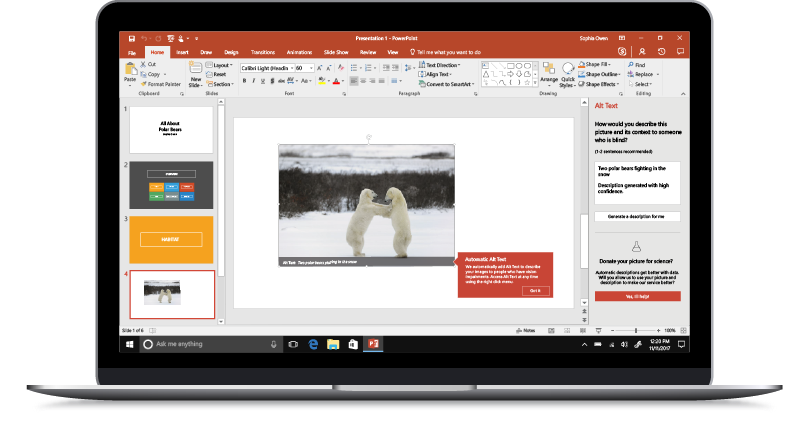 Presentation 1 - PowerPoint
Sophia Owen
File Home Insert Draw Design Transitions Animations Slide Show Review View Tell me what you want to do
Paste
Cut
Copy
Format Painter
Clipboard
New
Slide
Layout
Reset
Section
Slides
Calibri Light (Headin 60
Font
Paragraph
Text Direction
Align Text
Convert to SmartArt
Arrange
Quick
Styles
Shape Fill
Shape Outline
Shape Effects
Drawing
Find
Replace
Select
Editing
1
All About
Polar Bears
2
3
HABITAT
4
Alt Text: Two polar bears playing in the snow
Automatic Alt Text
We automatically add Alt Text to describe
your images to people who have vision
impairments. Access Alt Text at any time
using the right click menu
Got it
Alt Text
How would you describe this
picture and its context to someone
who is blind?
(1-2 sentences recommended)
Two polar bears fighting in the
snow
Description generated with high
confidence.
Generate a description for me
Donate your picture for science?
Automatic descriptions get better with data.
Will you allow us to use your picture and
description to make our service better?
Yes, I'll help!
Slide 1 of 6
Notes
100%
Ask me anything
12:20 PM
11/11/2017